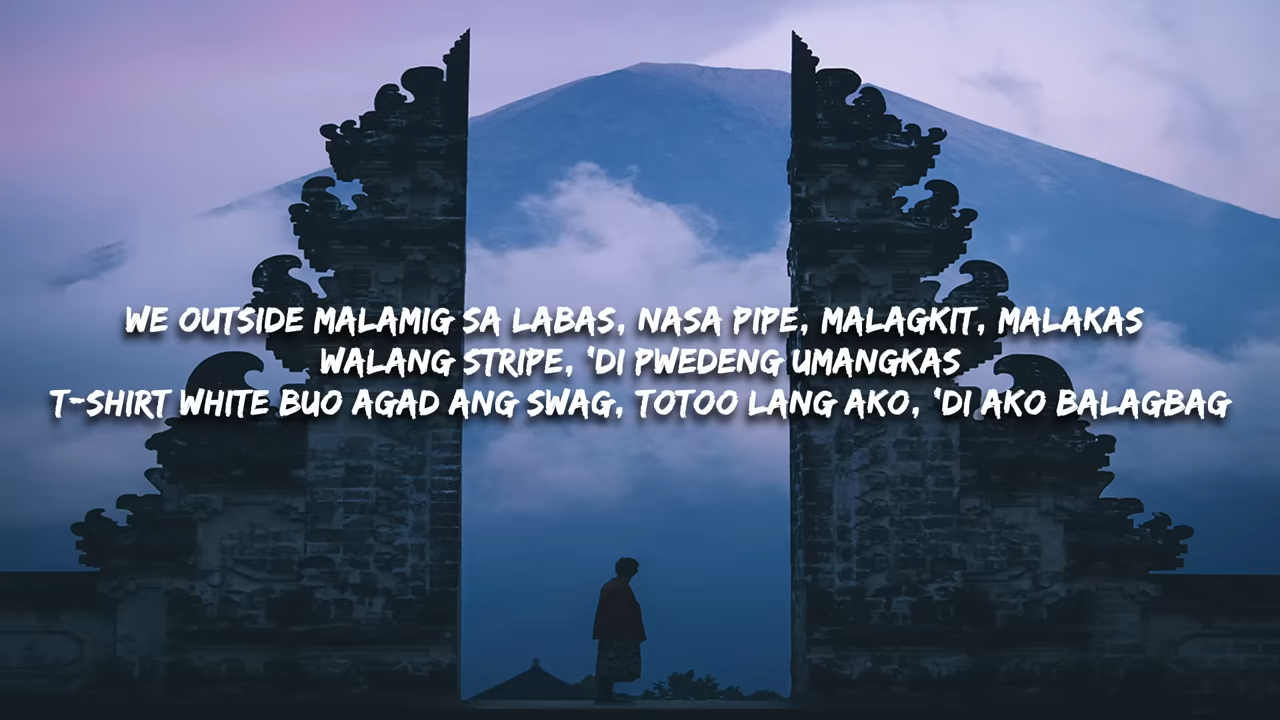 WE OUTSIDE MALAMIG SA LABAS, NASA PIPE, MALAGKIT, MALAKAS
WALANG STRIPE, 'DI PWEDENG UMANGKAS
T-SHIRT WHITE BUO AGAD ANG SWAG, TOTOO LANG AKO, 'DI AKO BALAGBAG